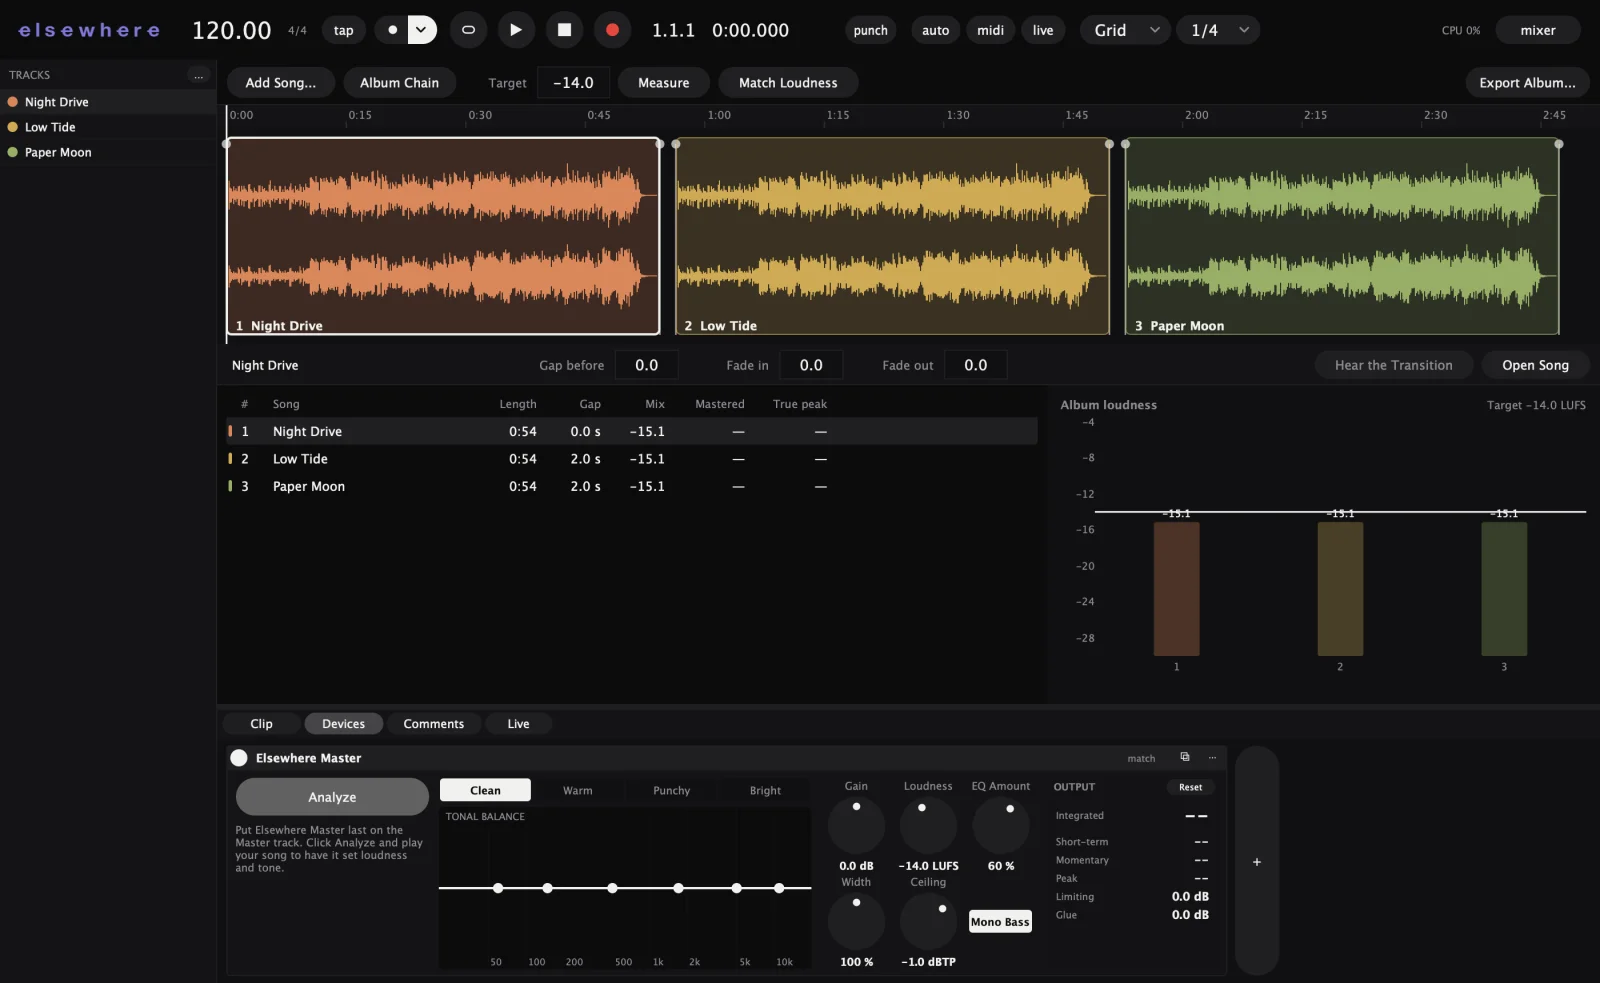 elsewhere 120.00 4/4 tap 1.1.1 0:00.000 punch auto midi live Grid 1/4 CPU 0% mixer
TRACKS ...
Night Drive
Low Tide
Paper Moon
Add Song... Album Chain Target -14.0 Measure Match Loudness Export Album...
0:00 0:15 0:30 0:45 1:00 1:15 1:30 1:45 2:00 2:15 2:30 2:45
1 Night Drive 2 Low Tide 3 Paper Moon
Night Drive Gap before 0.0 Fade in 0.0 Fade out 0.0 Hear the Transition Open Song
# Song Length Gap Mix Mastered True peak
1 Night Drive 0:54 0.0 s -15.1 — —
2 Low Tide 0:54 2.0 s -15.1 — —
3 Paper Moon 0:54 2.0 s -15.1 — —
Album loudness Target -14.0 LUFS
-4
-8
-12
-15.1 -15.1 -15.1
-16
-20
-24
-28
1 2 3
Clip Devices Comments Live
Elsewhere Master match ...
Analyze
Put Elsewhere Master last on the
Master track. Click Analyze and play
your song to have it set loudness
and tone.
Clean Warm Punchy Bright
TONAL BALANCE
50 100 200 500 1k 2k 5k 10k
Gain Loudness EQ Amount
0.0 dB -14.0 LUFS 60 %
Width Ceiling
Mono Bass
100 % -1.0 dBTP
OUTPUT Reset
Integrated --
Short-term --
Momentary --
Peak --
Limiting 0.0 dB
Glue 0.0 dB
+